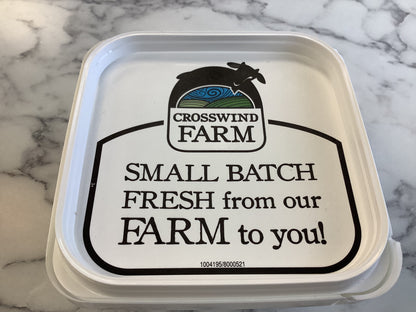 CROSSWIND
FARM
SMALL BATCH
FRESH from our
FARM to you!
1004195/8000521